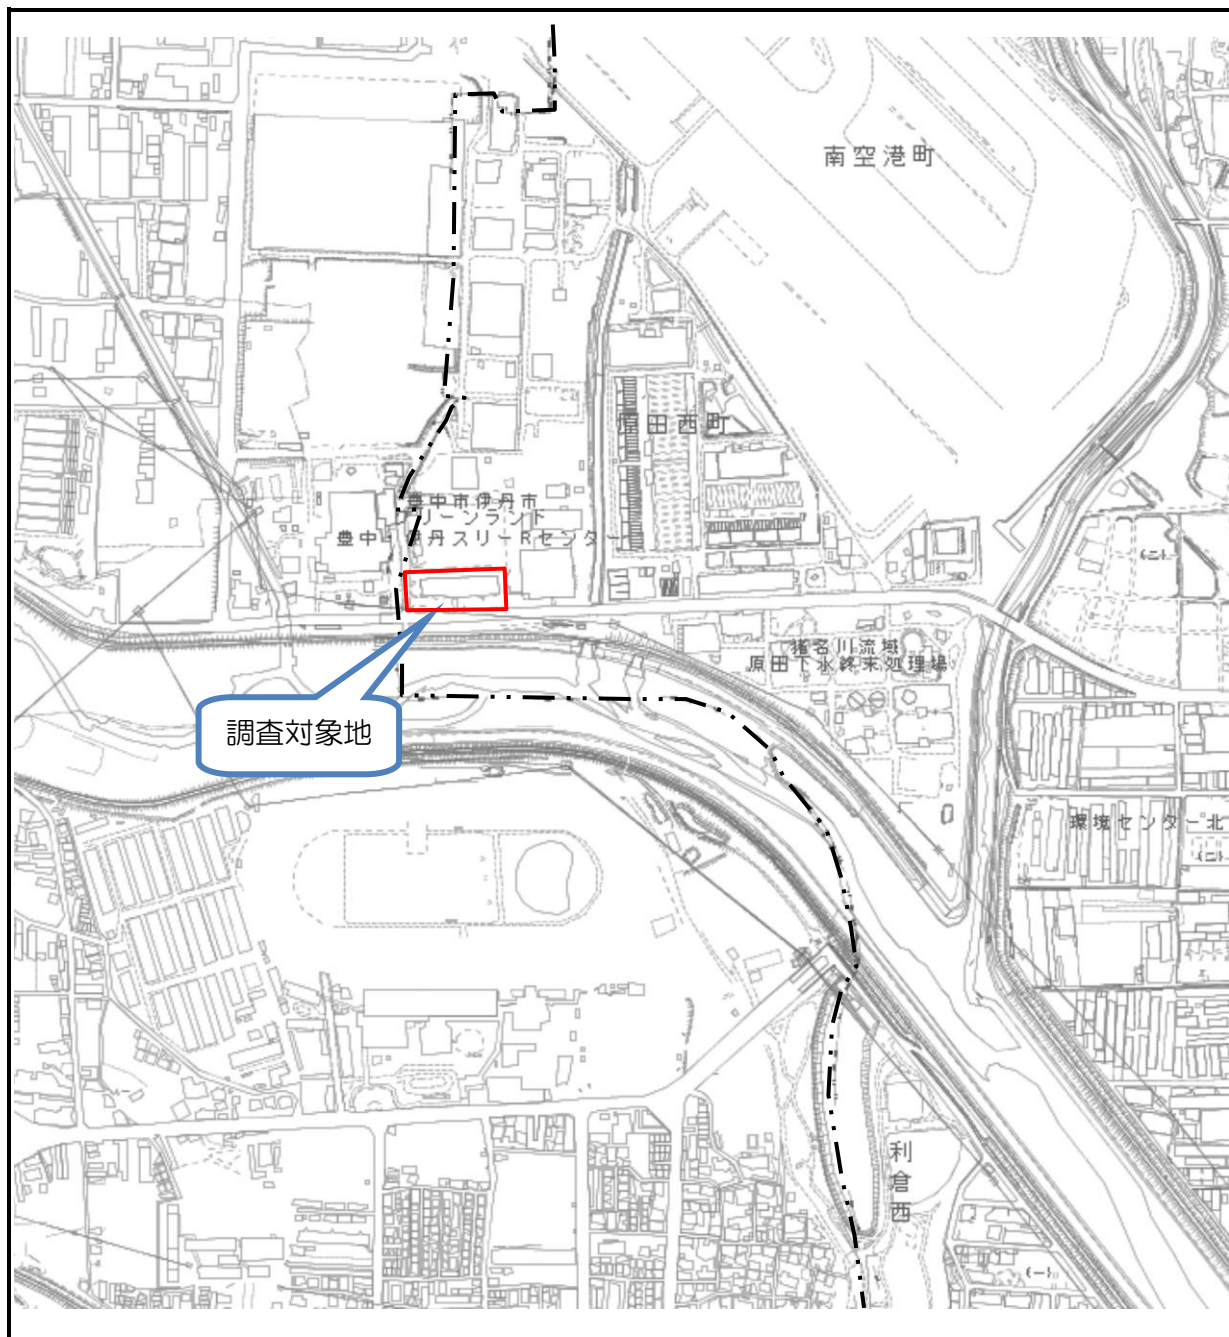 南空港町
原田西町
豊中市伊丹市
クリーンランド
豊中・伊丹スリーRセンター
猪名川流域
原田下水終末処理場
調査対象地
環境センター北
利倉西
(二)
(一)